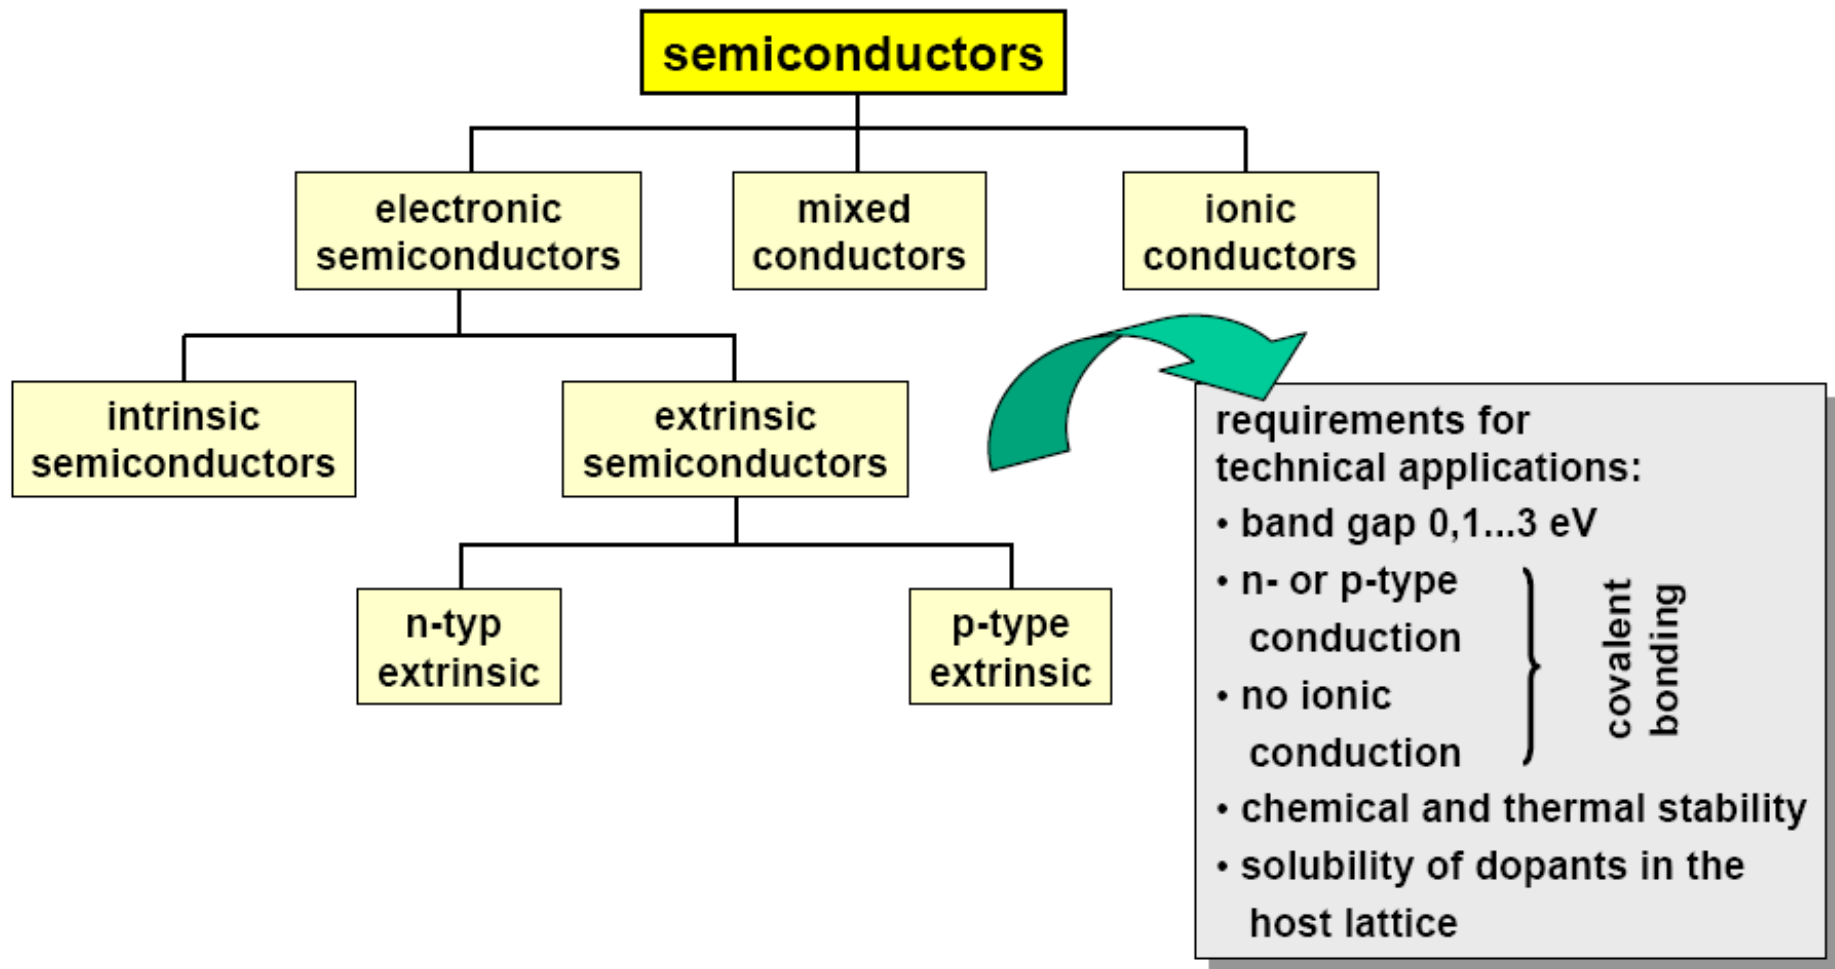 semiconductors
electronic
semiconductors
mixed
conductors
ionic
conductors
intrinsic
semiconductors
extrinsic
semiconductors
n-typ
extrinsic
p-type
extrinsic
requirements for
technical applications:
• band gap 0,1...3 eV
• n- or p-type
conduction
• no ionic
conduction
covalent
bonding
• chemical and thermal stability
• solubility of dopants in the
host lattice